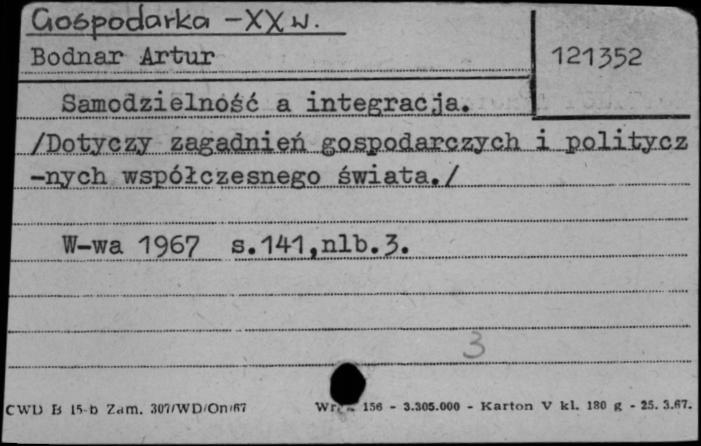 Gospodarka - XX w.
Bodnar Artur
121352
Samodzielność a integracja.
/Dotyczy zagadnień gospodarczych i politycz
-nych współczesnego świata./
W-wa 1967 s.141,nlb.3.
3
CWD B 15-b Zam. 307/WD/On/67
156 - 3.305.000 - Karton V kl. 180 g - 25. 3.67.